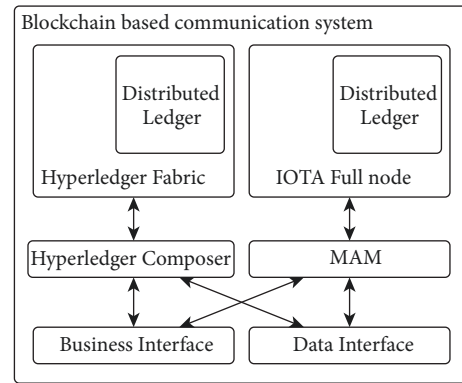 Blockchain based communication system
Distributed
Ledger
Hyperledger Fabric
Distributed
Ledger
IOTA Full node
Hyperledger Composer
MAM
Business Interface
Data Interface